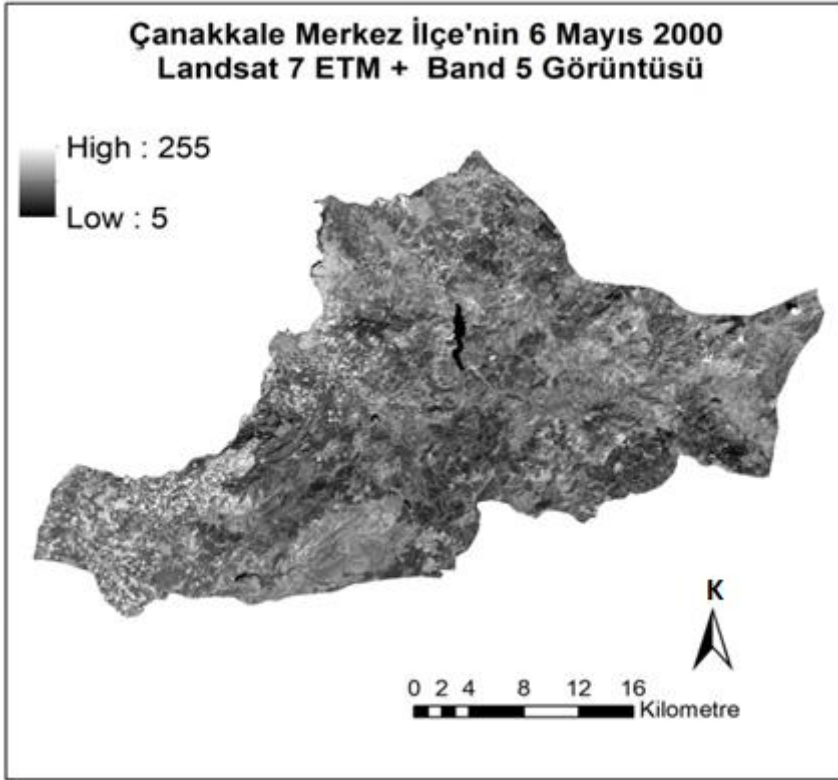 Çanakkale Merkez İlçe'nin 6 Mayıs 2000
Landsat 7 ETM + Band 5 Görüntüsü
High : 255
Low : 5
K
0 2 4 8 12 16
Kilometre